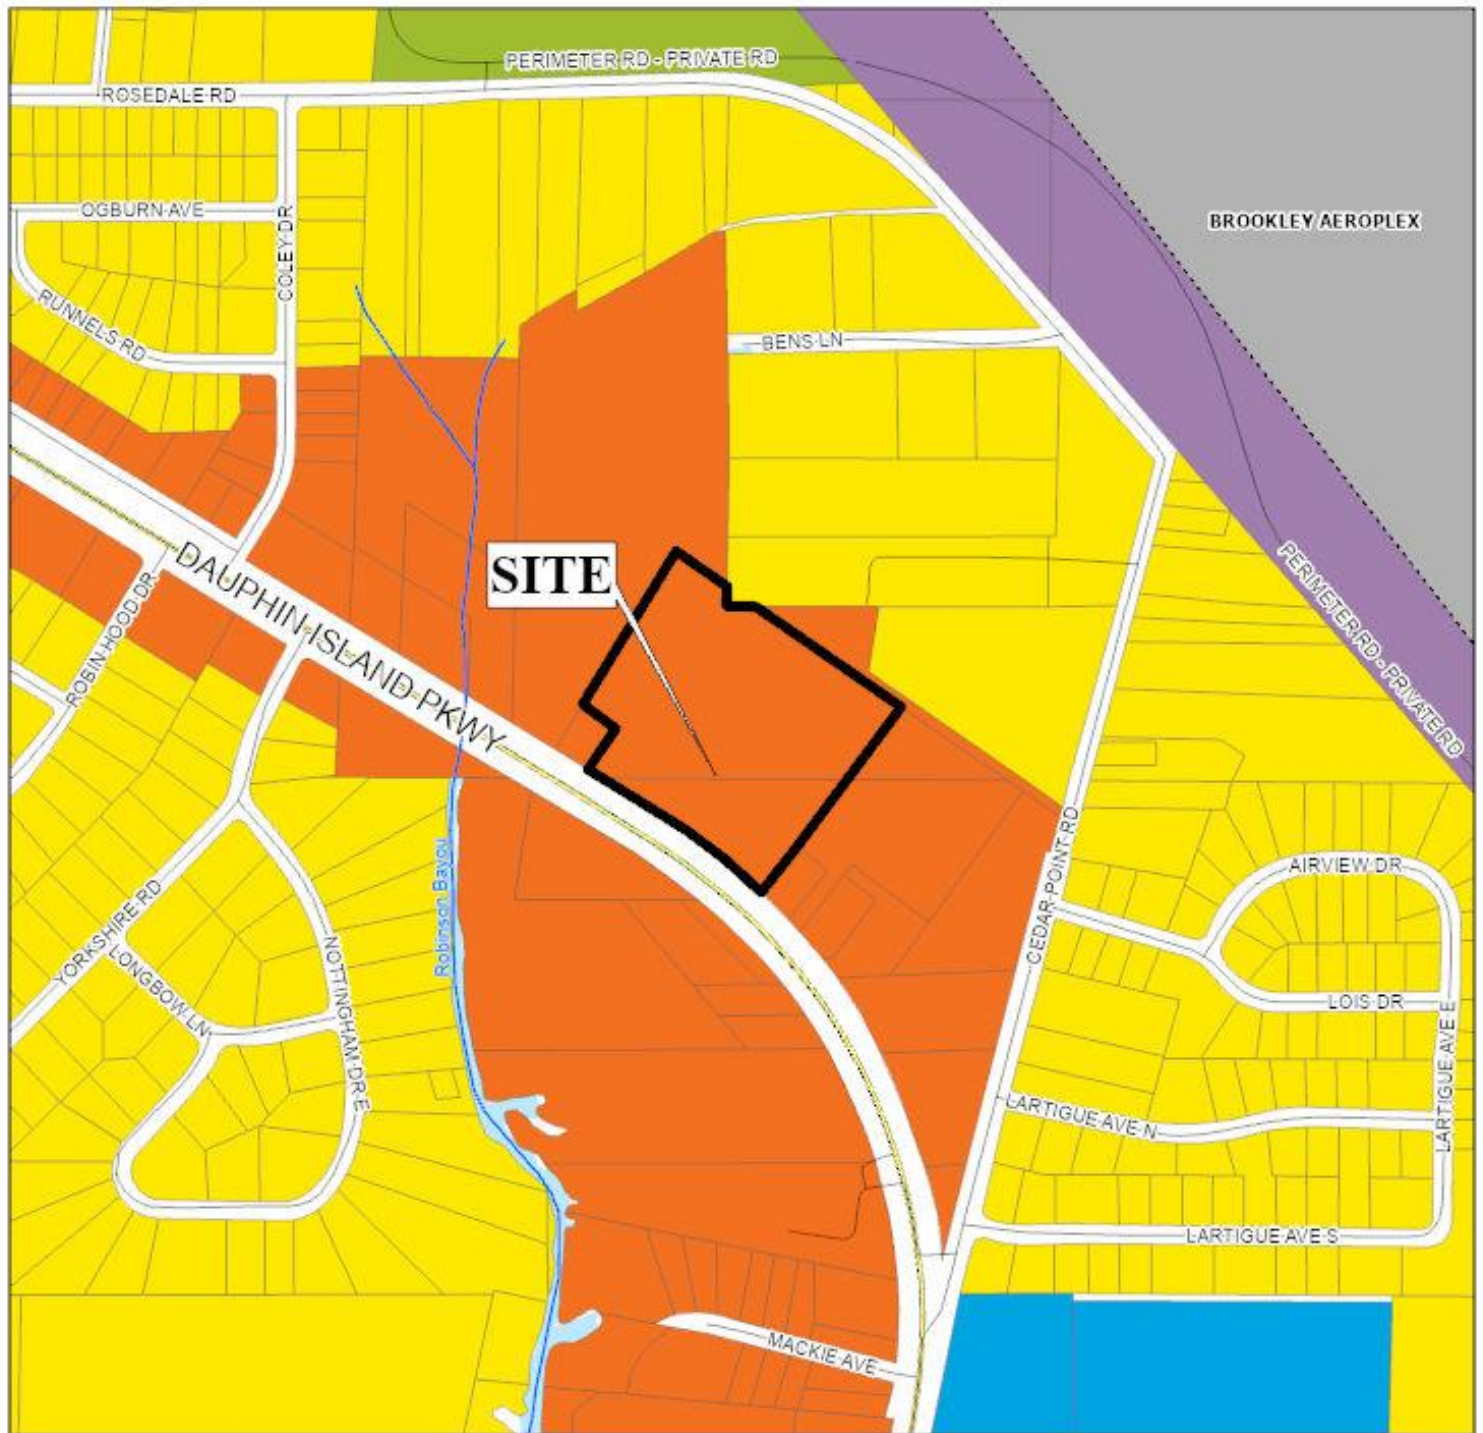 PERIMETER RD - PRIVATE RD
ROSEDALE RD
OGBURN AVE
COLEY DR
BROOKLEY AEROPLEX
RUNNELS RD
BENS LN
SITE
DAUPHIN ISLAND PKWY
ROBIN HOOD DR
PERIMETER RD - PRIVATE RD
CEDAR POINT RD
AIRVIEW DR
Robinson Bayou
YORKSHIRE RD
LONGBOW LN
NOTTINGHAM DR E
LOIS DR
LARTIGUE AVE E
LARTIGUE AVE N
LARTIGUE AVE S
MACKIE AVE